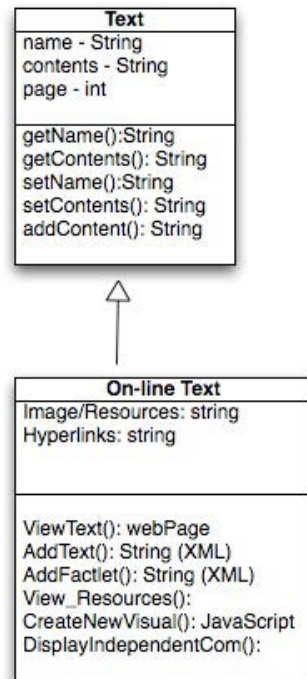 Text
name - String
contents - String
page - int
getName():String
getContents(): String
setName():String
setContents(): String
addContent(): String
On-line Text
Image/Resources: string
Hyperlinks: string
ViewText(): webPage
AddText(): String (XML)
AddFactlet(): String (XML)
View_Resources():
CreateNewVisual(): JavaScript
DisplayIndependentCom():